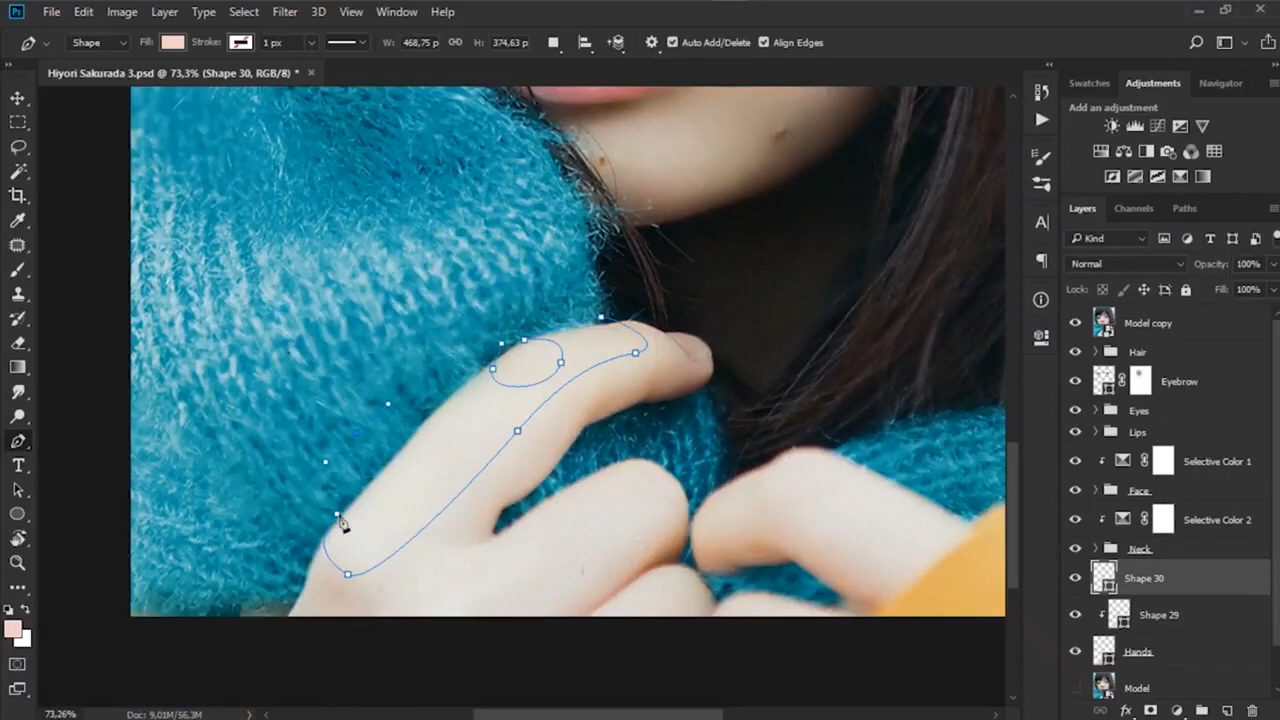 Ps File Edit Image Layer Type Select Filter 3D View Window Help
Shape Fill: Stroke: 1 px W: 468,75 p H: 374,63 p Auto Add/Delete Align Edges
Hiyori Sakurada 3.psd @ 73,3% (Shape 30, RGB/8) * ×
Swatches Adjustments Navigator
Add an adjustment
Layers Channels Paths
Kind
Normal Opacity: 100%
Lock: Fill: 100%
Model copy
Hair
Eyebrow
Eyes
Lips
Selective Color 1
Face
Selective Color 2
Neck
Shape 30
Shape 29
Hands
Model
73,26% Doc: 9,01M/56,3M